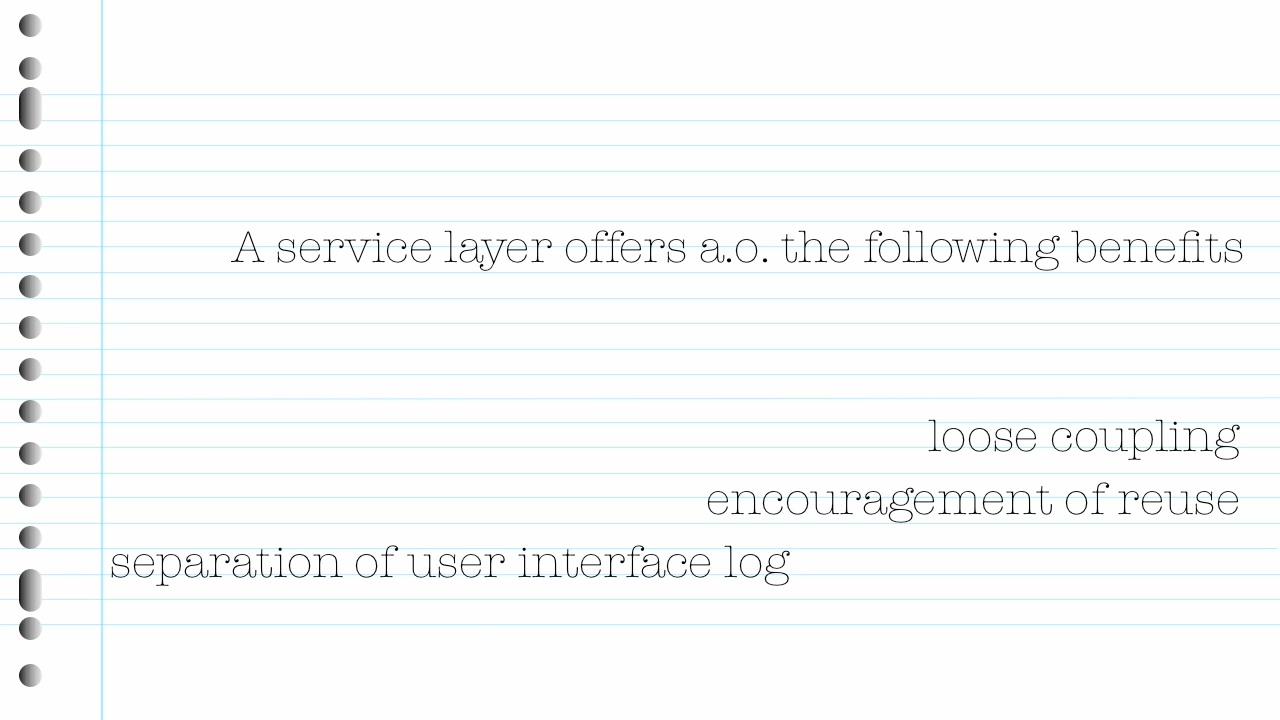 A service layer offers a.o. the following benefits
loose coupling
encouragement of reuse
separation of user interface log